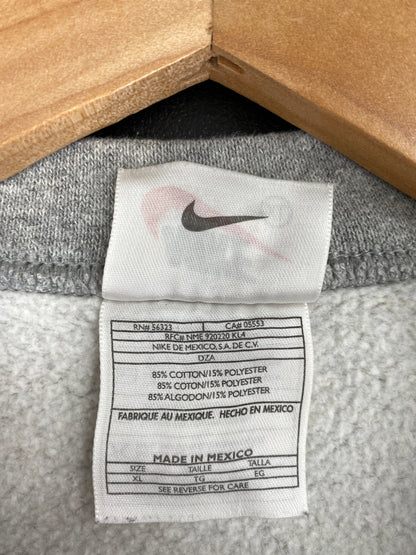 RN# 56323 CA# 05553
RFC# NME 920220 KL4
NIKE DE MEXICO, S.A. DE C.V.
DZA
85% COTTON/15% POLYESTER
85% COTON/15% POLYESTER
85% ALGODON/15% POLYESTER
FABRIQUE AU MEXIQUE. HECHO EN MEXICO
MADE IN MEXICO
SIZE TAILLE TALLA
XL TG EG
SEE REVERSE FOR CARE